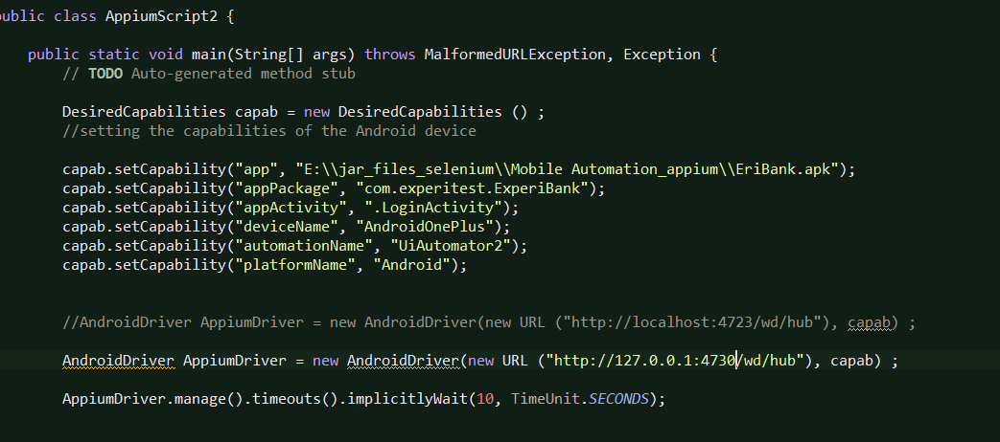 public class AppiumScript2 {
public static void main(String[] args) throws MalformedURLException, Exception {
// TODO Auto-generated method stub
DesiredCapabilities capab = new DesiredCapabilities () ;
//setting the capabilities of the Android device
capab.setCapability("app", "E:\\jar_files_selenium\\Mobile Automation_appium\\EriBank.apk");
capab.setCapability("appPackage", "com.experitest.ExperiBank");
capab.setCapability("appActivity", ".LoginActivity");
capab.setCapability("deviceName", "AndroidOnePlus");
capab.setCapability("automationName", "UiAutomator2");
capab.setCapability("platformName", "Android");
//AndroidDriver AppiumDriver = new AndroidDriver(new URL ("http://localhost:4723/wd/hub"), capab) ;
AndroidDriver AppiumDriver = new AndroidDriver(new URL ("http://127.0.0.1:4730/wd/hub"), capab) ;
AppiumDriver.manage().timeouts().implicitlyWait(10, TimeUnit.SECONDS);